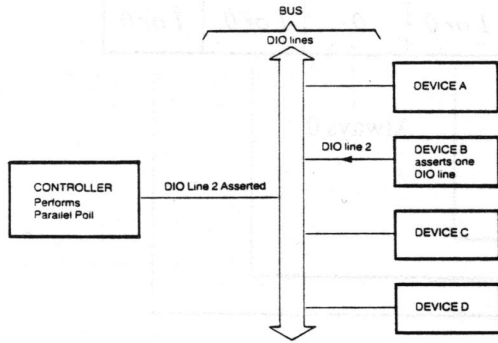 BUS
DIO lines
DEVICE A
DIO line 2
DEVICE B
asserts one
DIO line
CONTROLLER
Performs
Parallel Poll
DIO Line 2 Asserted
DEVICE C
DEVICE D